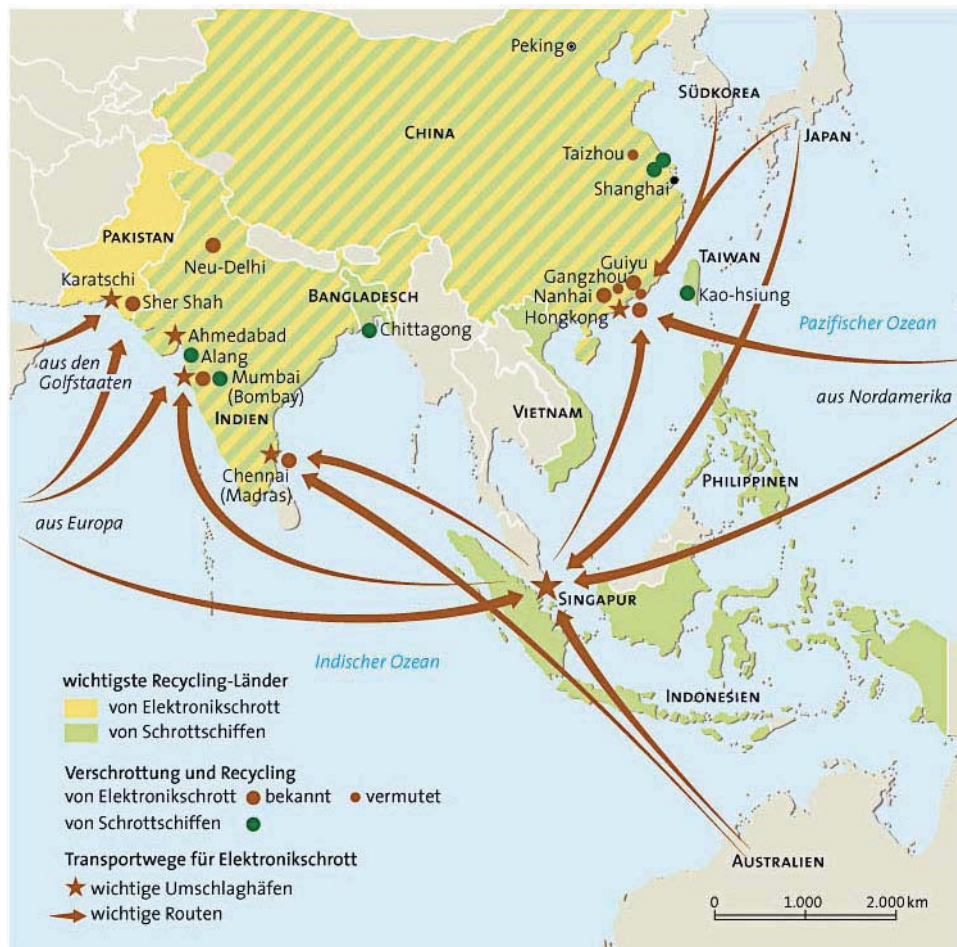 Peking
SÜDKOREA
CHINA
JAPAN
Taizhou
Shanghai
PAKISTAN
Neu-Delhi
Karatschi
Sher Shah
BANGLADESCH
Guiyu
Gangzhou
TAIWAN
Nanhai
Hongkong
Kao-hsiung
Ahmedabad
Chittagong
Pazifischer Ozean
aus den
Golfstaaten
Alang
Mumbai
(Bombay)
INDIEN
aus Nordamerika
VIETNAM
Chennai
(Madras)
PHILIPPINEN
aus Europa
SINGAPUR
Indischer Ozean
INDONESIEN
wichtigste Recycling-Länder
von Elektronikschrott
von Schrottschiffen
Verschrottung und Recycling
von Elektronikschrott bekannt vermutet
von Schrottschiffen
Transportwege für Elektronikschrott
wichtige Umschlaghäfen
wichtige Routen
AUSTRALIEN
0 1.000 2.000 km